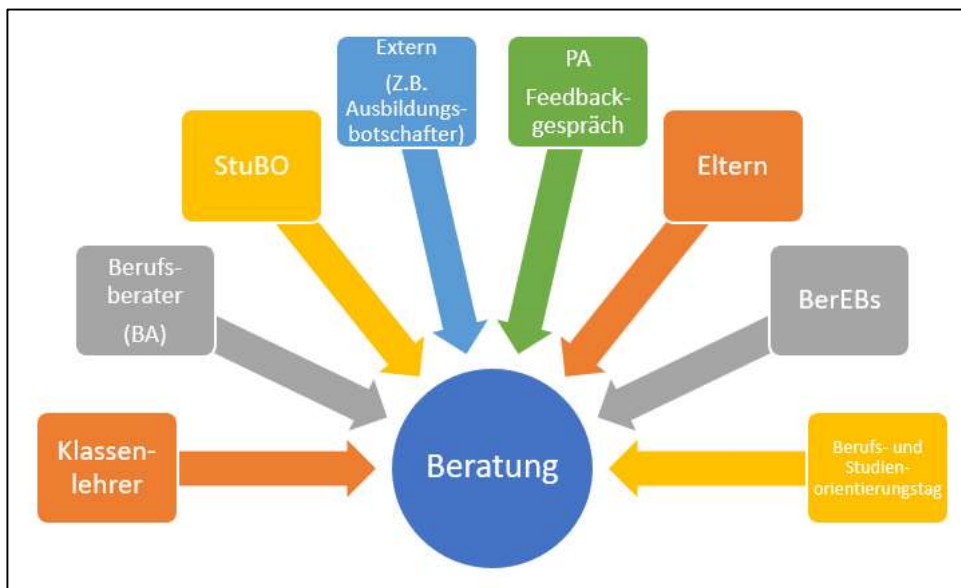 Extern
(Z.B.
Ausbildungs-
botschafter)
PA
Feedback-
gespräch
StuBO
Eltern
Berufs-
berater
(BA)
BerEBs
Klassen-
lehrer
Beratung
Berufs- und
Studien-
orientierungstag